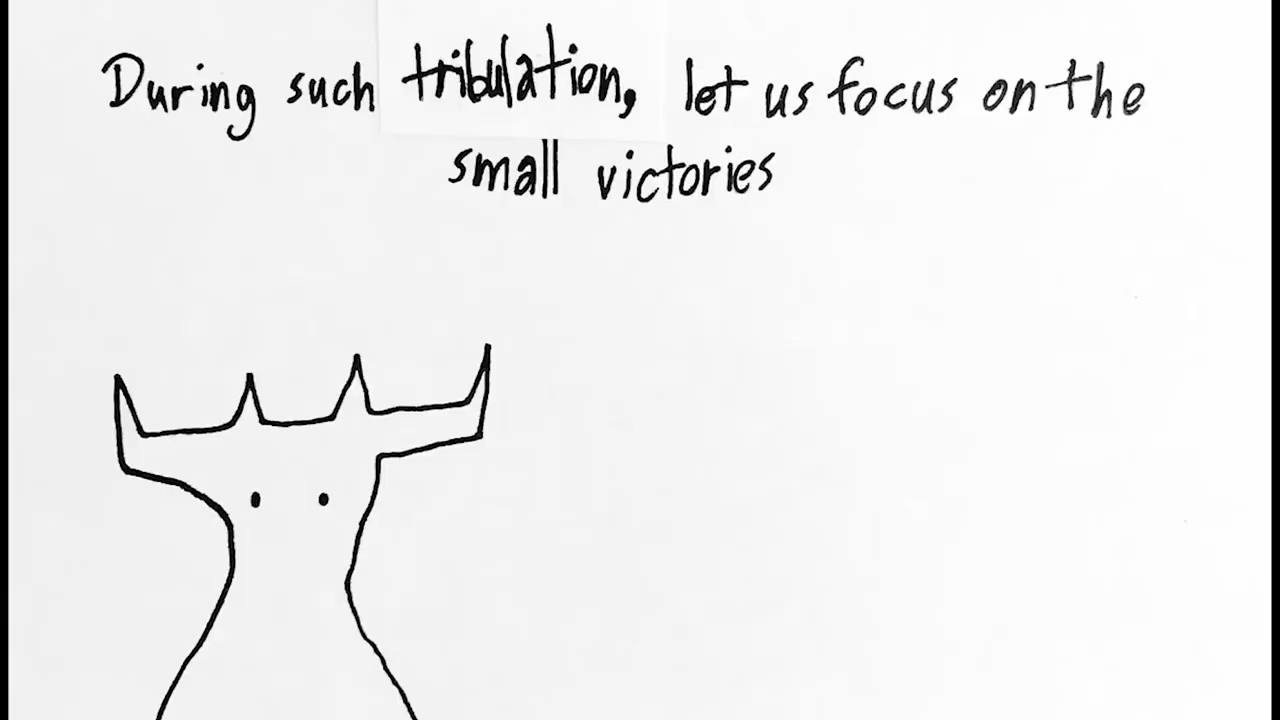 During such tribulation, let us focus on the
small victories